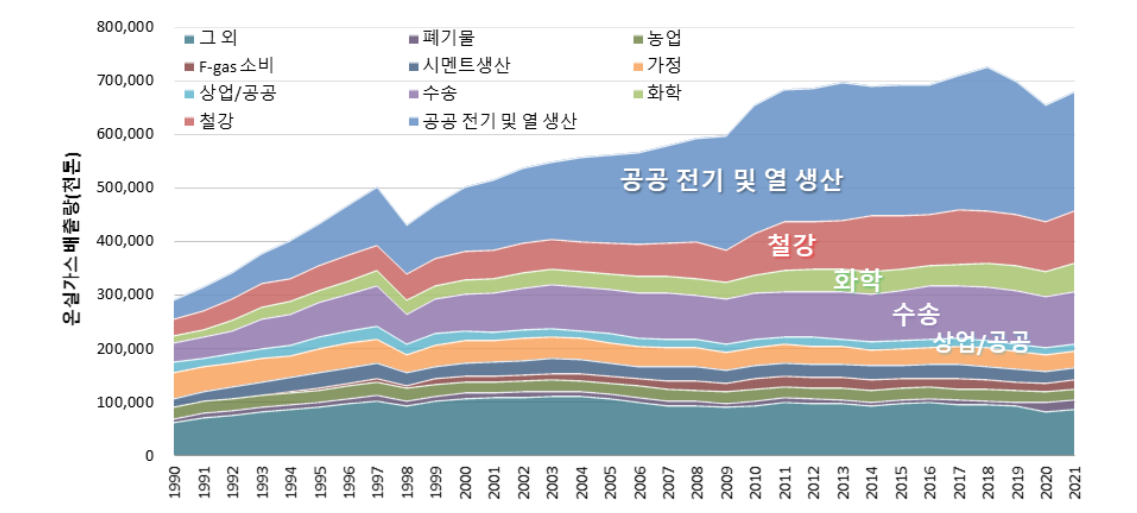 800,000
700,000
600,000
500,000
400,000
300,000
200,000
100,000
0
온실가스 배출량(천톤)
그 외 폐기물 농업
F-gas 소비 시멘트생산 가정
상업/공공 수송 화학
철강 공공 전기 및 열 생산
공공 전기 및 열 생산
철강
화학
수송
상업/공공
1990 1991 1992 1993 1994 1995 1996 1997 1998 1999 2000 2001 2002 2003 2004 2005 2006 2007 2008 2009 2010 2011 2012 2013 2014 2015 2016 2017 2018 2019 2020 2021